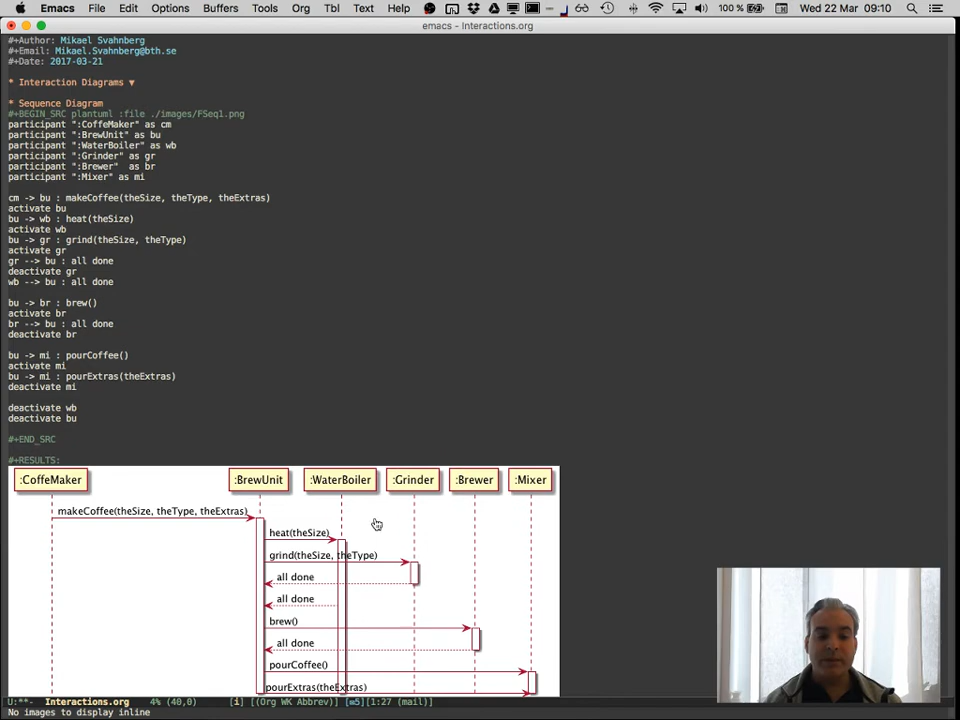 Emacs File Edit Options Buffers Tools Org Tbl Text Help 100 % Wed 22 Mar 09:10
emacs – Interactions.org
#+Author: Mikael Svahnberg
#+Email: Mikael.Svahnberg@bth.se
#+Date: 2017-03-21
* Interaction Diagrams ▼
* Sequence Diagram
#+BEGIN_SRC plantuml :file ./images/FSeq1.png
participant ":CoffeMaker" as cm
participant ":BrewUnit" as bu
participant ":WaterBoiler" as wb
participant ":Grinder" as gr
participant ":Brewer"  as br
participant ":Mixer" as mi
cm -> bu : makeCoffee(theSize, theType, theExtras)
activate bu
bu -> wb : heat(theSize)
activate wb
bu -> gr : grind(theSize, theType)
activate gr
gr --> bu : all done
deactivate gr
wb --> bu : all done
bu -> br : brew()
activate br
br --> bu : all done
deactivate br
bu -> mi : pourCoffee()
activate mi
bu -> mi : pourExtras(theExtras)
deactivate mi
deactivate wb
deactivate bu
#+END_SRC
#+RESULTS:
:CoffeMaker :BrewUnit :WaterBoiler :Grinder :Brewer :Mixer
makeCoffee(theSize, theType, theExtras)
heat(theSize)
grind(theSize, theType)
all done
all done
brew()
all done
pourCoffee()
pourExtras(theExtras)
U:**-  Interactions.org 4% (40,0) [i] [(Org WK Abbrev)] [✉5][1:27 (mail)]
No images to display inline